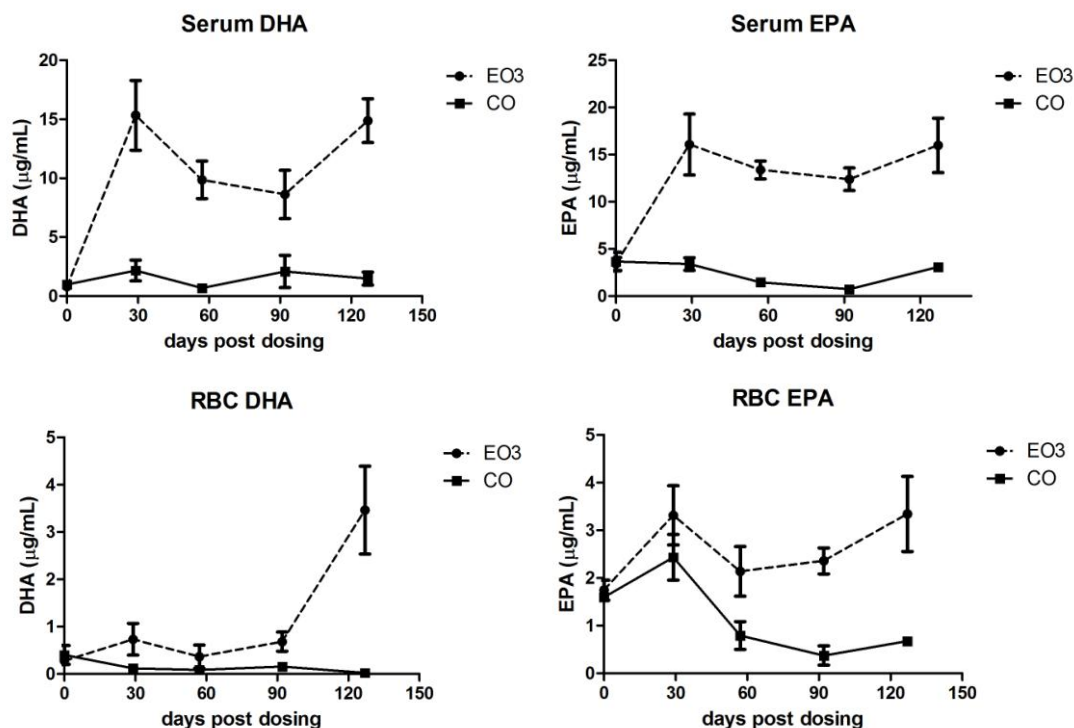 Serum DHA
20
15
10
5
0
DHA (µg/mL)
0 30 60 90 120 150
days post dosing
EO3
CO
Serum EPA
25
20
15
10
5
0
EPA (µg/mL)
0 30 60 90 120
days post dosing
EO3
CO
RBC DHA
5
4
3
2
1
0
DHA (µg/mL)
0 30 60 90 120 150
days post dosing
EO3
CO
RBC EPA
5
4
3
2
1
0
EPA (µg/mL)
0 30 60 90 120 150
days post dosing
EO3
CO